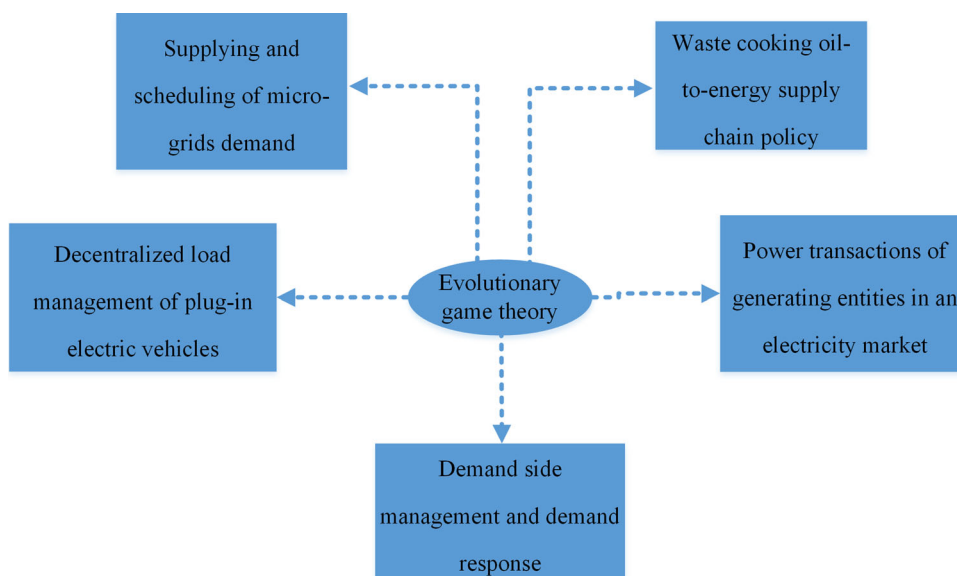 Supplying and
scheduling of micro-
grids demand
Waste cooking oil-
to-energy supply
chain policy
Decentralized load
management of plug-in
electric vehicles
Evolutionary
game theory
Power transactions of
generating entities in an
electricity market
Demand side
management and demand
response